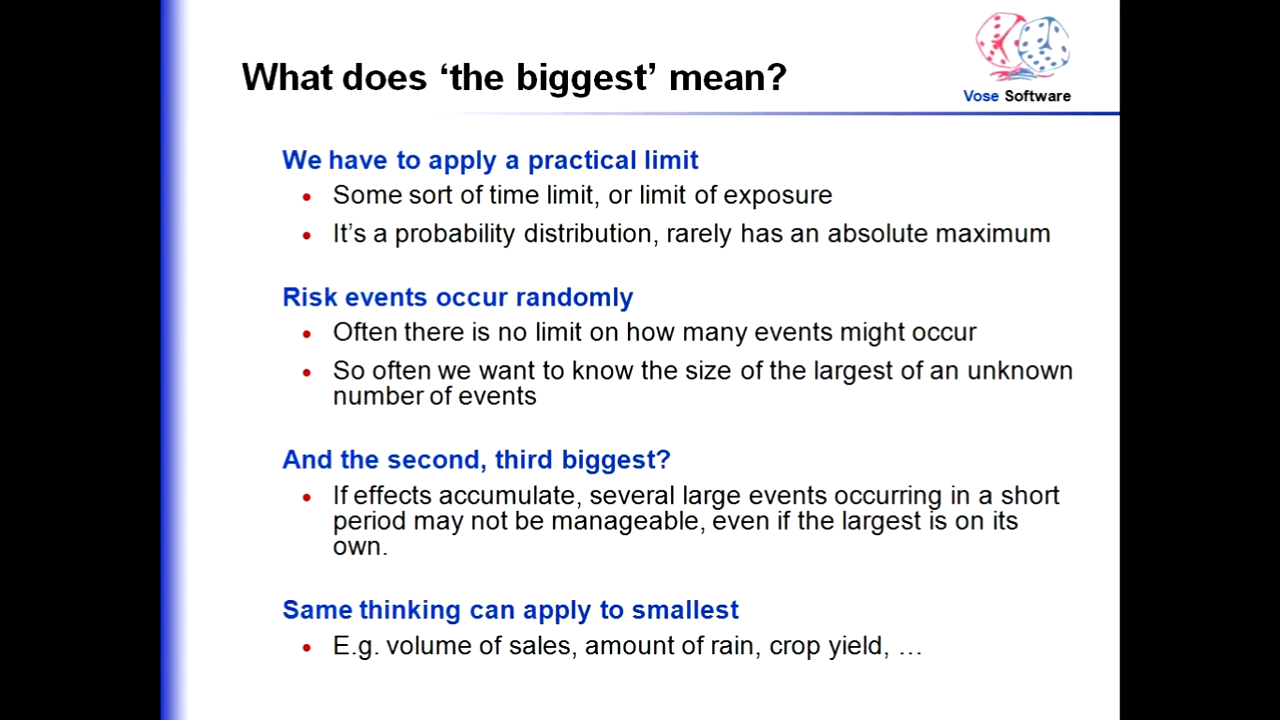 What does ‘the biggest’ mean?
Vose Software
We have to apply a practical limit
• Some sort of time limit, or limit of exposure
• It’s a probability distribution, rarely has an absolute maximum
Risk events occur randomly
• Often there is no limit on how many events might occur
• So often we want to know the size of the largest of an unknown
number of events
And the second, third biggest?
• If effects accumulate, several large events occurring in a short
period may not be manageable, even if the largest is on its
own.
Same thinking can apply to smallest
• E.g. volume of sales, amount of rain, crop yield, …